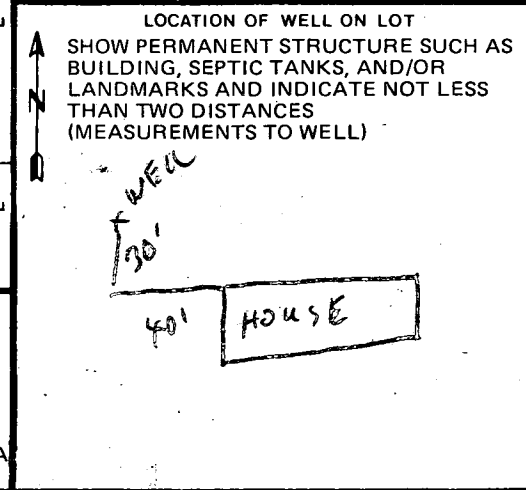 LOCATION OF WELL ON LOT
SHOW PERMANENT STRUCTURE SUCH AS
BUILDING, SEPTIC TANKS, AND/OR
LANDMARKS AND INDICATE NOT LESS
THAN TWO DISTANCES
(MEASUREMENTS TO WELL)
N
WELL
30'
40' HOUSE